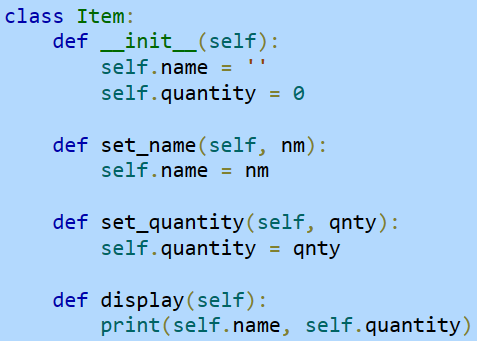 class Item:
    def __init__(self):
        self.name = ''
        self.quantity = 0

    def set_name(self, nm):
        self.name = nm

    def set_quantity(self, qnty):
        self.quantity = qnty

    def display(self):
        print(self.name, self.quantity)